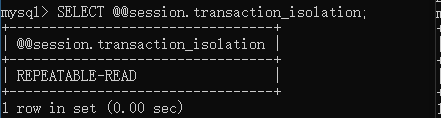 mysql> SELECT @@session.transaction_isolation;
+---------------------------------+
| @@session.transaction_isolation |
+---------------------------------+
| REPEATABLE-READ                 |
+---------------------------------+
1 row in set (0.00 sec)